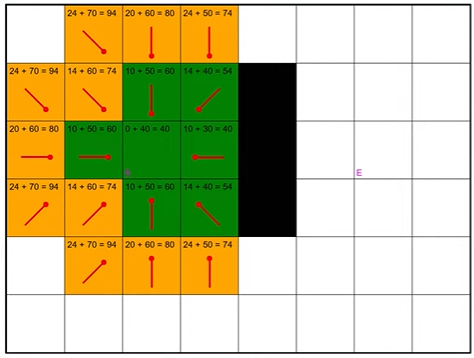 24 + 70 = 94 20 + 60 = 80 24 + 50 = 74
24 + 70 = 94 14 + 60 = 74 10 + 50 = 60 14 + 40 = 54
20 + 60 = 80 10 + 50 = 60 0 + 40 = 40 10 + 30 = 40
E
24 + 70 = 94 14 + 60 = 74 10 + 50 = 60 14 + 40 = 54
24 + 70 = 94 20 + 60 = 80 24 + 50 = 74